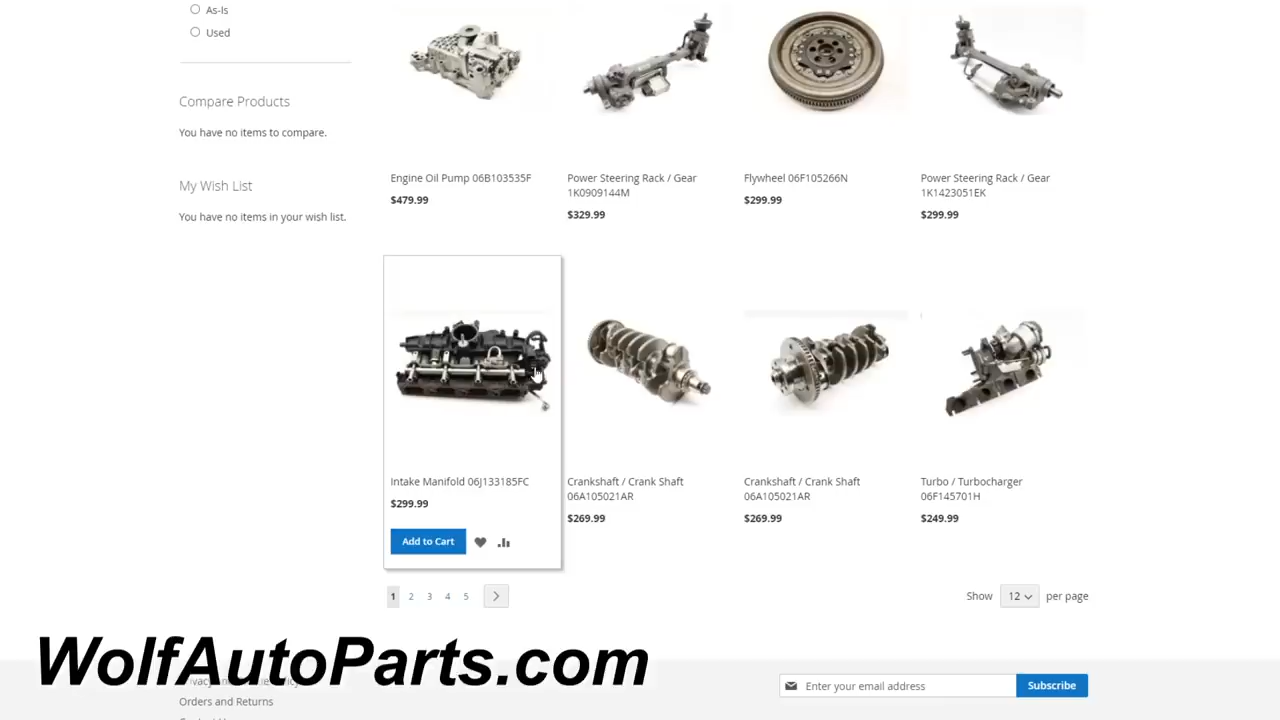 As-Is
Used
Compare Products
You have no items to compare.
My Wish List
You have no items in your wish list.
Engine Oil Pump 06B103535F
$479.99
Power Steering Rack / Gear
1K0909144M
$329.99
Flywheel 06F105266N
$299.99
Power Steering Rack / Gear
1K1423051EK
$299.99
Intake Manifold 06J133185FC
$299.99
Add to Cart
Crankshaft / Crank Shaft
06A105021AR
$269.99
Crankshaft / Crank Shaft
06A105021AR
$269.99
Turbo / Turbocharger
06F145701H
$249.99
1 2 3 4 5
Show 12 per page
WolfAutoParts.com
Orders and Returns
Enter your email address
Subscribe